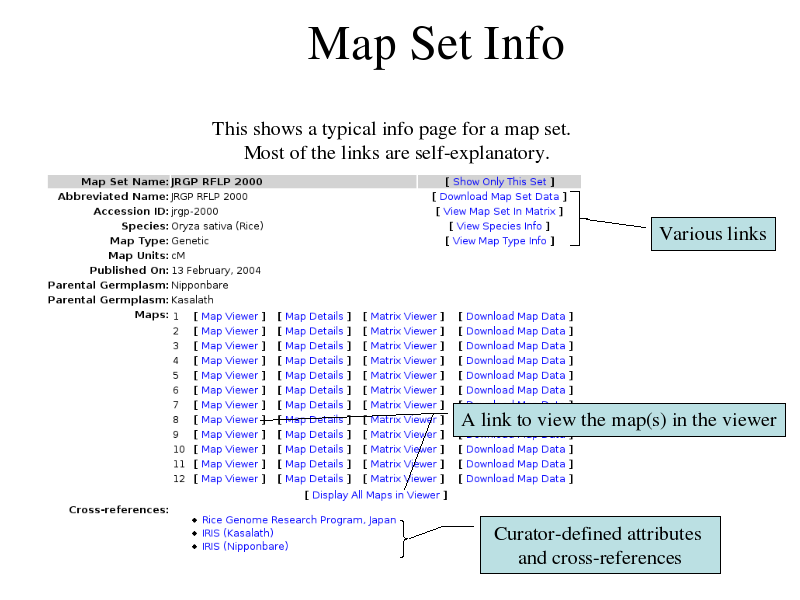 Map Set Info
This shows a typical info page for a map set.
Most of the links are self-explanatory.
Map Set Name: JRGP RFLP 2000 [ Show Only This Set ]
Abbreviated Name: JRGP RFLP 2000 [ Download Map Set Data ]
Accession ID: jrgp-2000 [ View Map Set In Matrix ]
Species: Oryza sativa (Rice) [ View Species Info ]
Map Type: Genetic [ View Map Type Info ]
Various links
Map Units: cM
Published On: 13 February, 2004
Parental Germplasm: Nipponbare
Parental Germplasm: Kasalath
Maps: 1 [ Map Viewer ] [ Map Details ] [ Matrix Viewer ] [ Download Map Data ]
2 [ Map Viewer ] [ Map Details ] [ Matrix Viewer ] [ Download Map Data ]
3 [ Map Viewer ] [ Map Details ] [ Matrix Viewer ] [ Download Map Data ]
4 [ Map Viewer ] [ Map Details ] [ Matrix Viewer ] [ Download Map Data ]
5 [ Map Viewer ] [ Map Details ] [ Matrix Viewer ] [ Download Map Data ]
6 [ Map Viewer ] [ Map Details ] [ Matrix Viewer ] [ Download Map Data ]
7 [ Map Viewer ] [ Map Details ] [ Matrix Viewer ]
8 [ Map Viewer ] [ Map Details ] [ Matrix Viewer ]
A link to view the map(s) in the viewer
9 [ Map Viewer ] [ Map Details ] [ Matrix Viewer ]
10 [ Map Viewer ] [ Map Details ] [ Matrix Viewer ] [ Download Map Data ]
11 [ Map Viewer ] [ Map Details ] [ Matrix Viewer ] [ Download Map Data ]
12 [ Map Viewer ] [ Map Details ] [ Matrix Viewer ] [ Download Map Data ]
[ Display All Maps in Viewer ]
Cross-references:
Rice Genome Research Program, Japan
IRIS (Kasalath)
IRIS (Nipponbare)
Curator-defined attributes
and cross-references